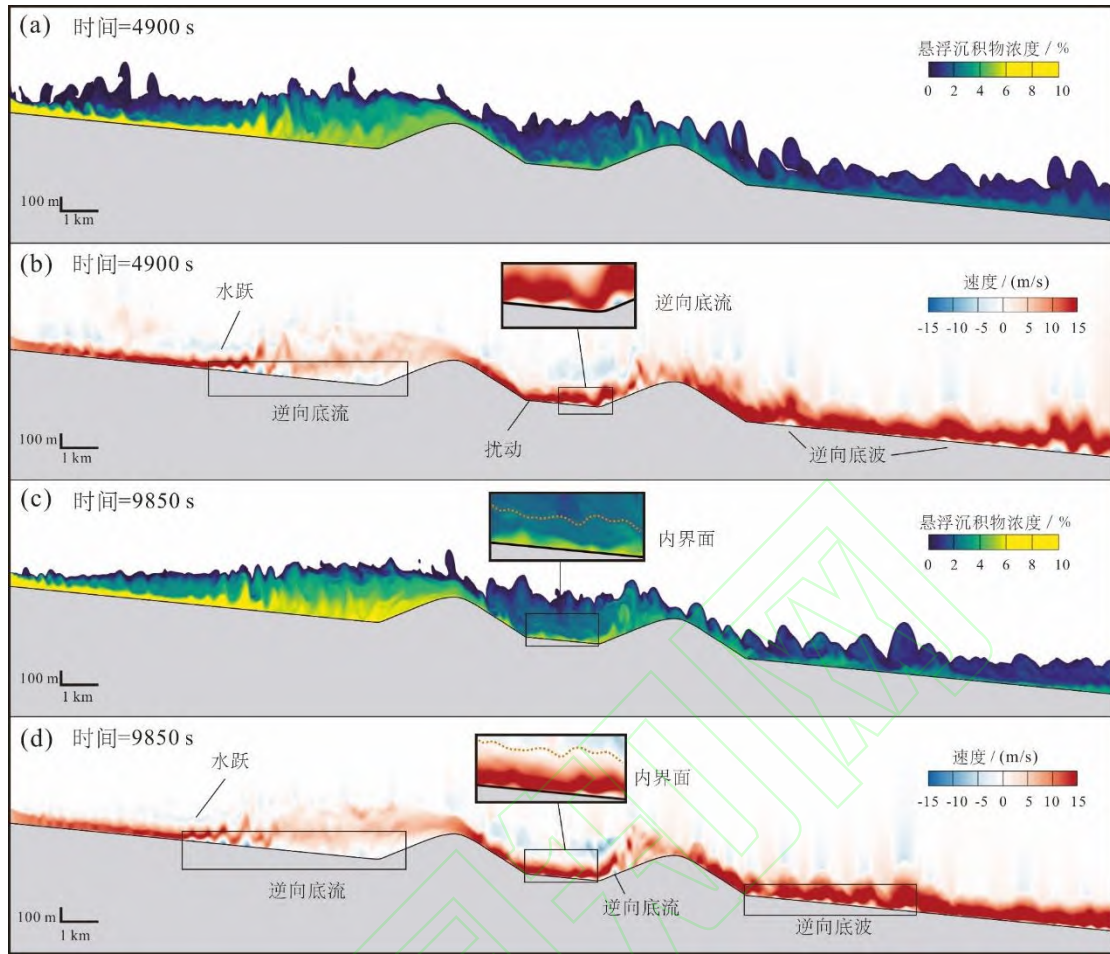 (a) 时间=4900 s
悬浮沉积物浓度 / %
0 2 4 6 8 10
100 m
1 km
(b) 时间=4900 s
水跃
逆向底流
速度 / (m/s)
-15 -10 -5 0 5 10 15
逆向底流
扰动
逆向底波
100 m
1 km
(c) 时间=9850 s
内界面
悬浮沉积物浓度 / %
0 2 4 6 8 10
100 m
1 km
(d) 时间=9850 s
水跃
内界面
速度 / (m/s)
-15 -10 -5 0 5 10 15
逆向底流
逆向底流
逆向底波
100 m
1 km